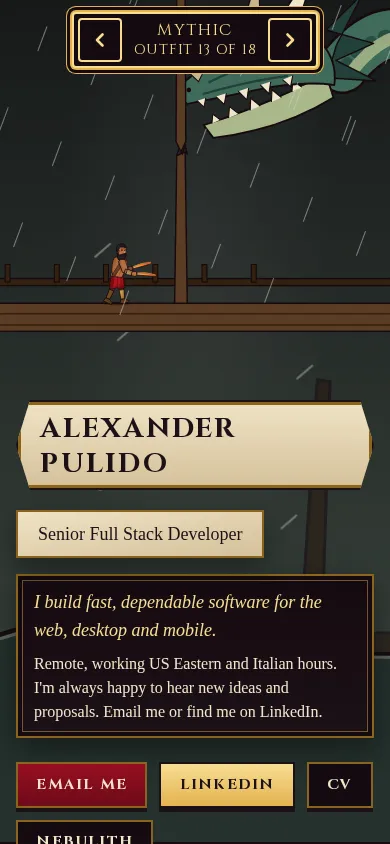 MYTHIC
OUTFIT 13 OF 18
ALEXANDER
PULIDO
Senior Full Stack Developer
I build fast, dependable software for the
web, desktop and mobile.
Remote, working US Eastern and Italian hours.
I'm always happy to hear new ideas and
proposals. Email me or find me on LinkedIn.
EMAIL ME
LINKEDIN
CV
NEBULITH